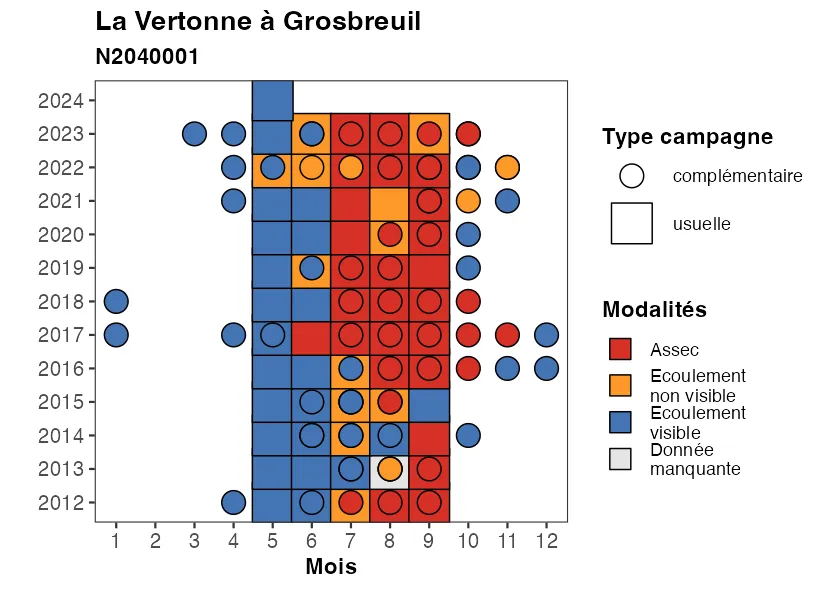 La Vertonne à Grosbreuil
N2040001
2024
2023
2022
2021
2020
2019
2018
2017
2016
2015
2014
2013
2012
1 2 3 4 5 6 7 8 9 10 11 12
Mois
Type campagne
complémentaire
usuelle
Modalités
Assec
Ecoulement
non visible
Ecoulement
visible
Donnée
manquante